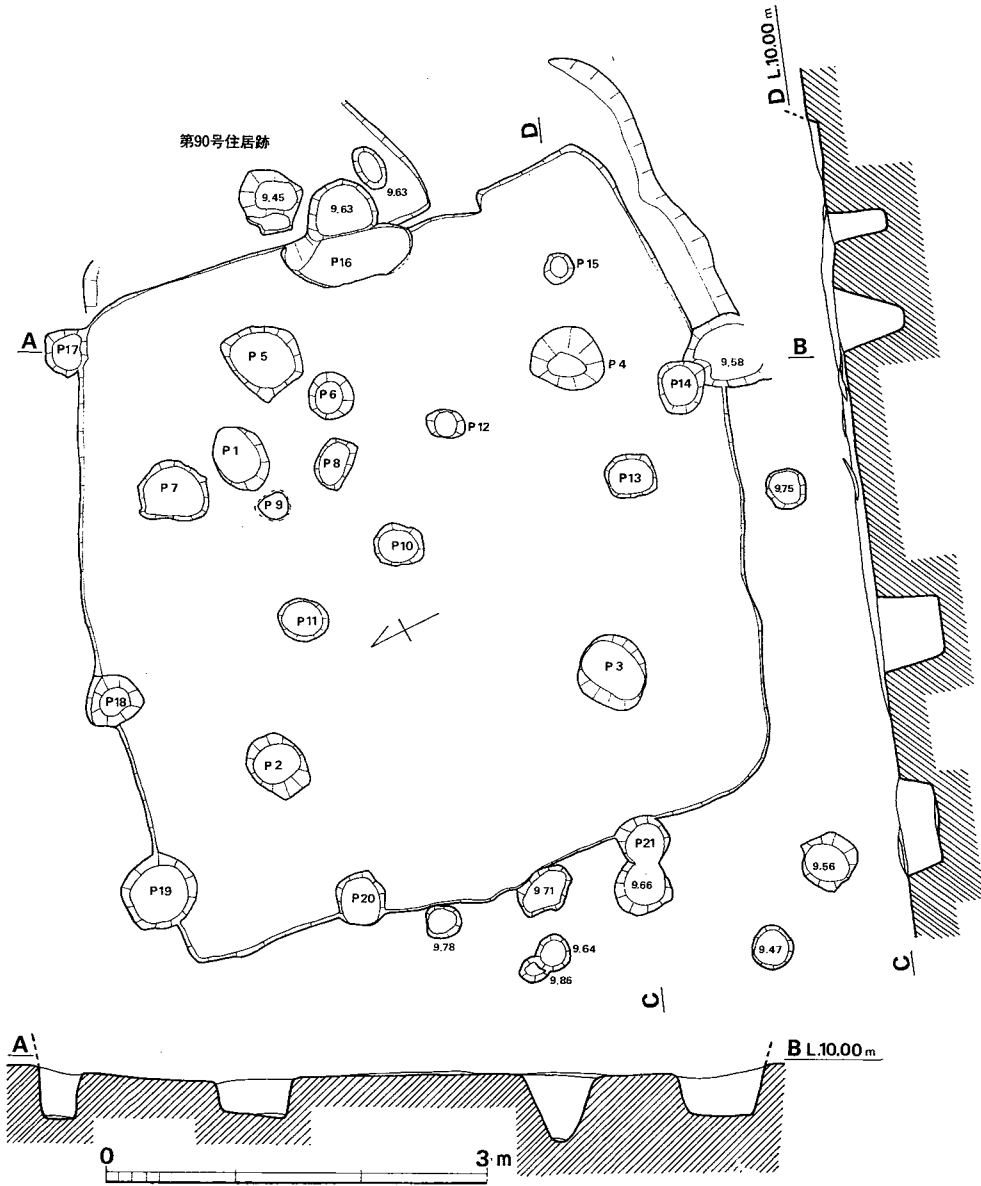 D L.10.00 m
第90号住居跡
D
9.45
9.63
9.63
P16
P15
A
P17
P5
P4
9.58
B
P14
P6
P12
P1
P8
P13
P7
P9
9.75
P10
P11
P3
P18
P2
P21
9.56
P19
P20
9.71
9.66
9.78
9.64
9.47
9.86
C
C
A
B L.10.00 m
0
3 m